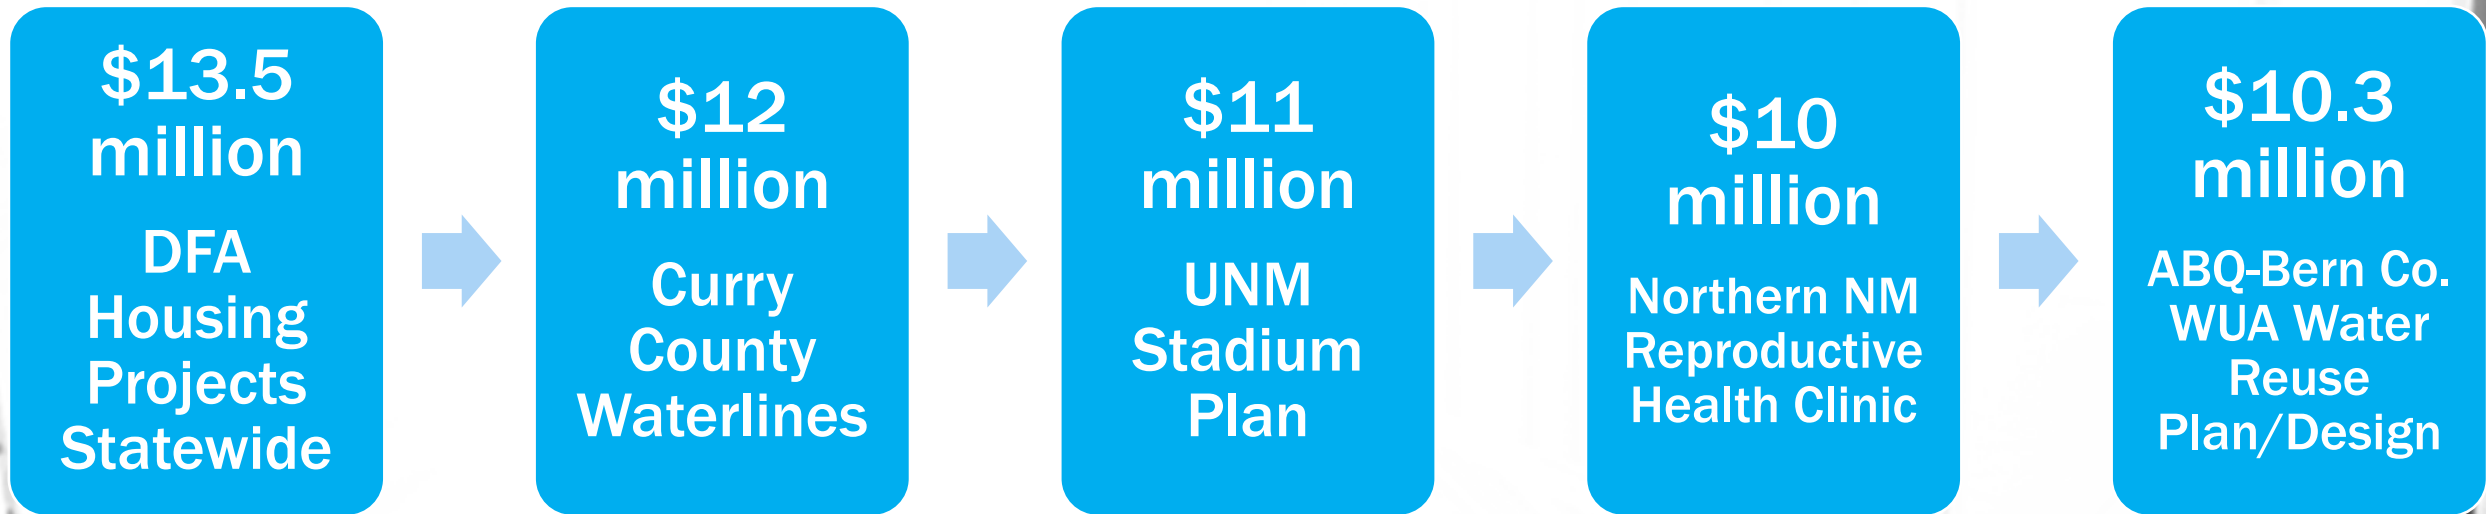 $13.5
million
DFA
Housing
Projects
Statewide
$12
million
Curry
County
Waterlines
$11
million
UNM
Stadium
Plan
$10
million
Northern NM
Reproductive
Health Clinic
$10.3
million
ABQ-Bern Co.
WUA Water
Reuse
Plan/Design